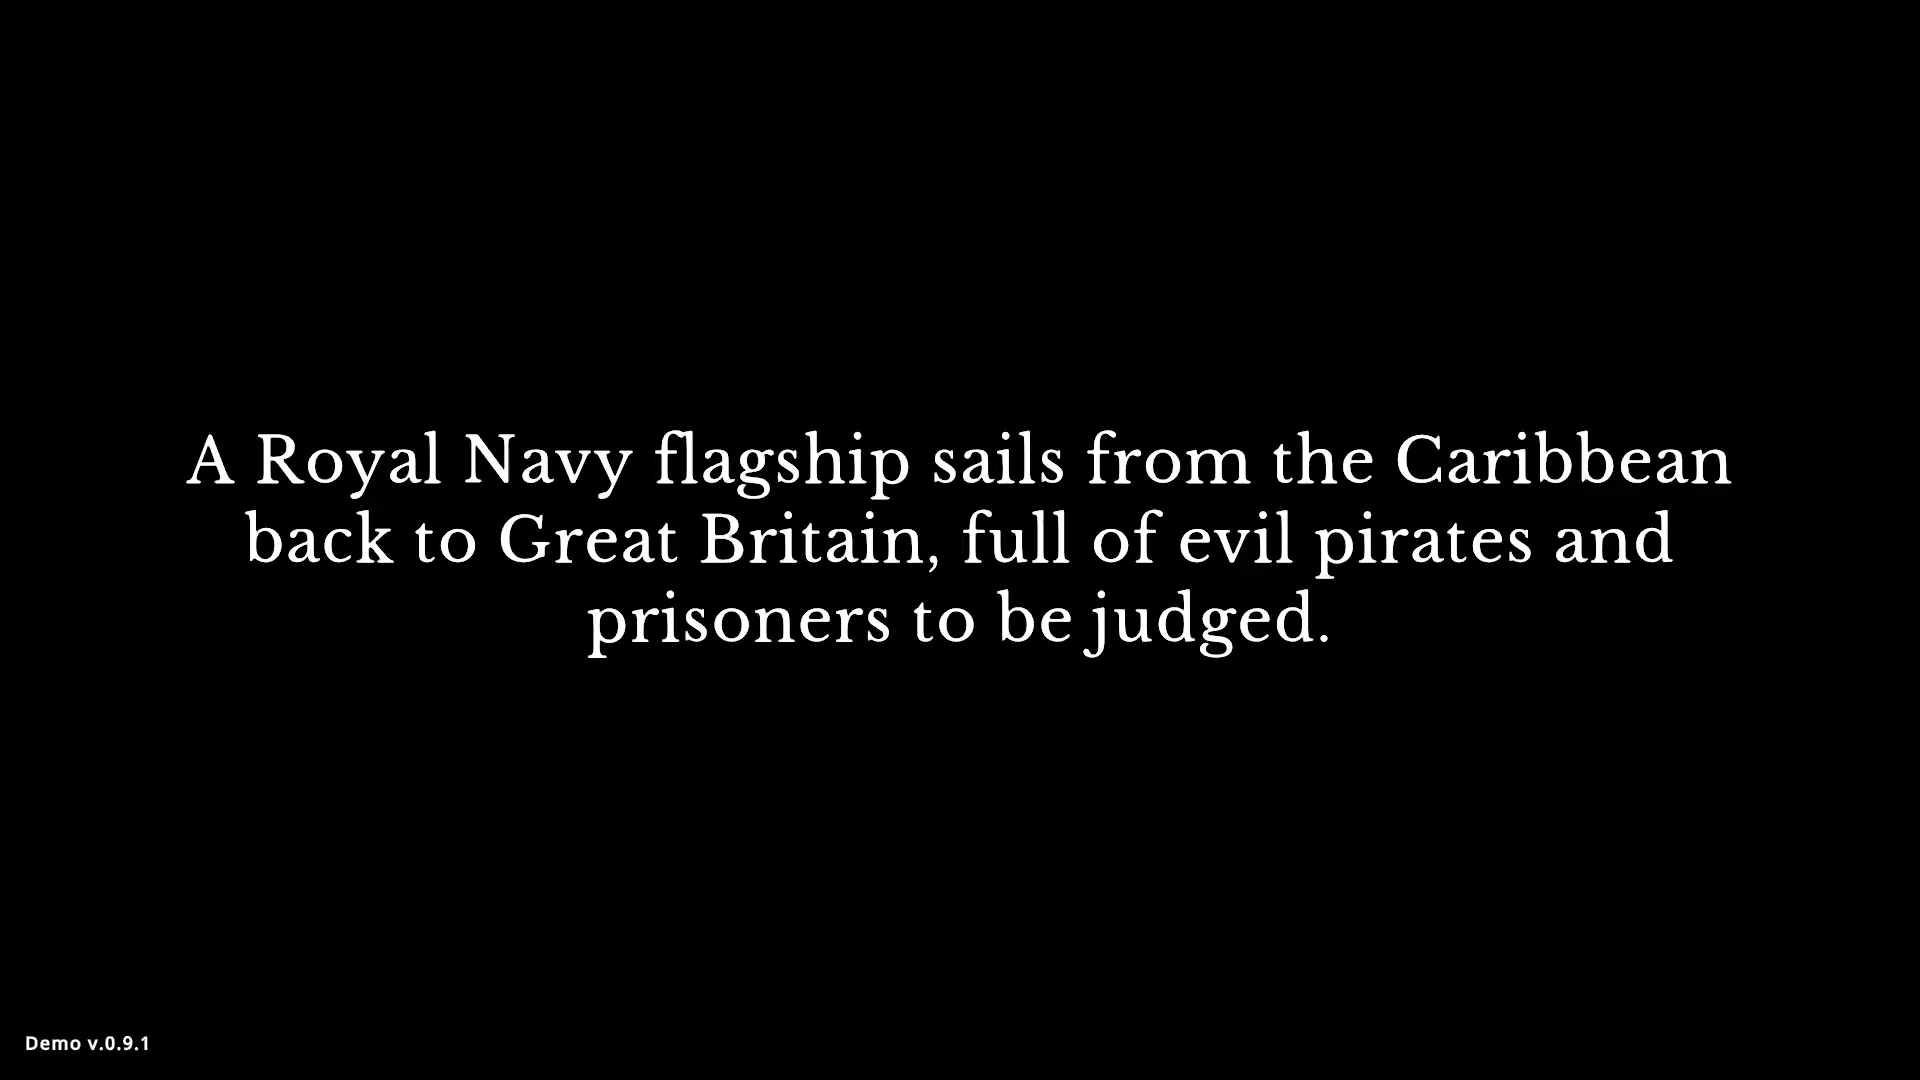 A Royal Navy flagship sails from the Caribbean
back to Great Britain, full of evil pirates and
prisoners to be judged.
Demo v.0.9.1